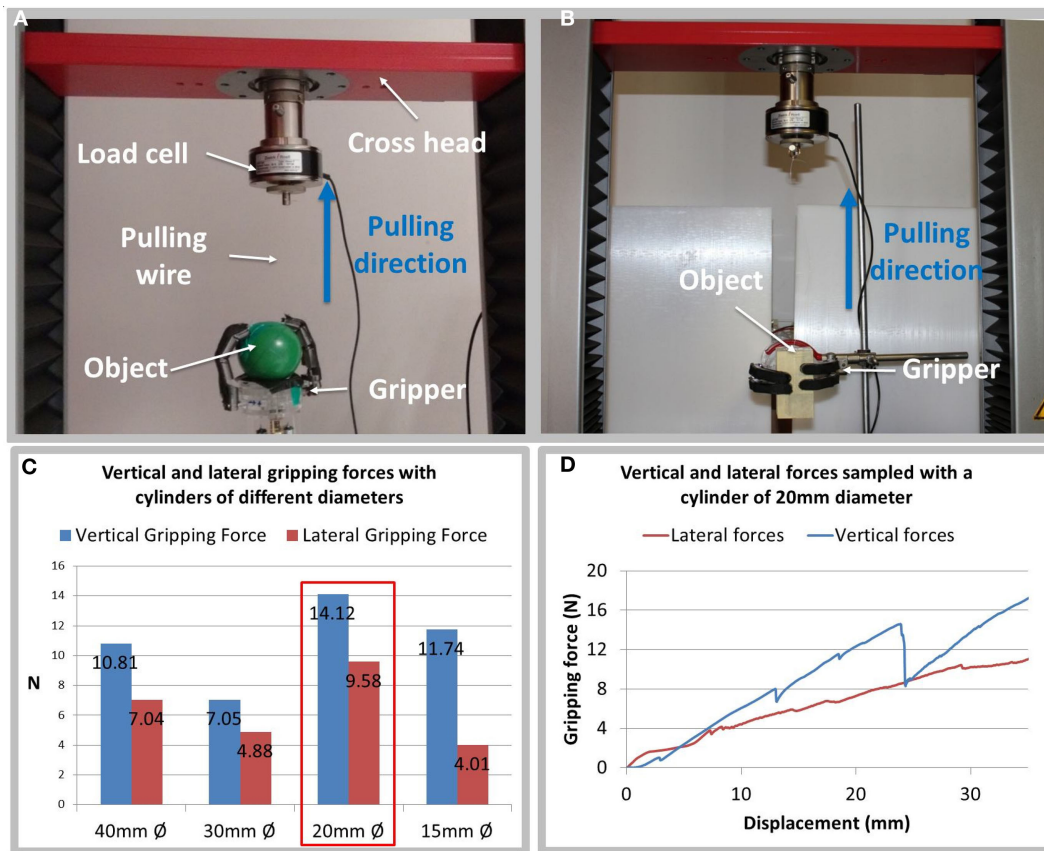 A
Load cell
Cross head
Pulling
wire
Pulling
direction
Object
Gripper
B
Pulling
direction
Object
Gripper
C
Vertical and lateral gripping forces with
cylinders of different diameters
Vertical Gripping Force
Lateral Gripping Force
16
14
12
10
8
6
4
2
0
N
10.81
7.04
7.05
4.88
14.12
9.58
11.74
4.01
40mm Ø
30mm Ø
20mm Ø
15mm Ø
D
Vertical and lateral forces sampled with a
cylinder of 20mm diameter
Lateral forces
Vertical forces
Gripping force (N)
20
16
12
8
4
0
0
10
20
30
Displacement (mm)